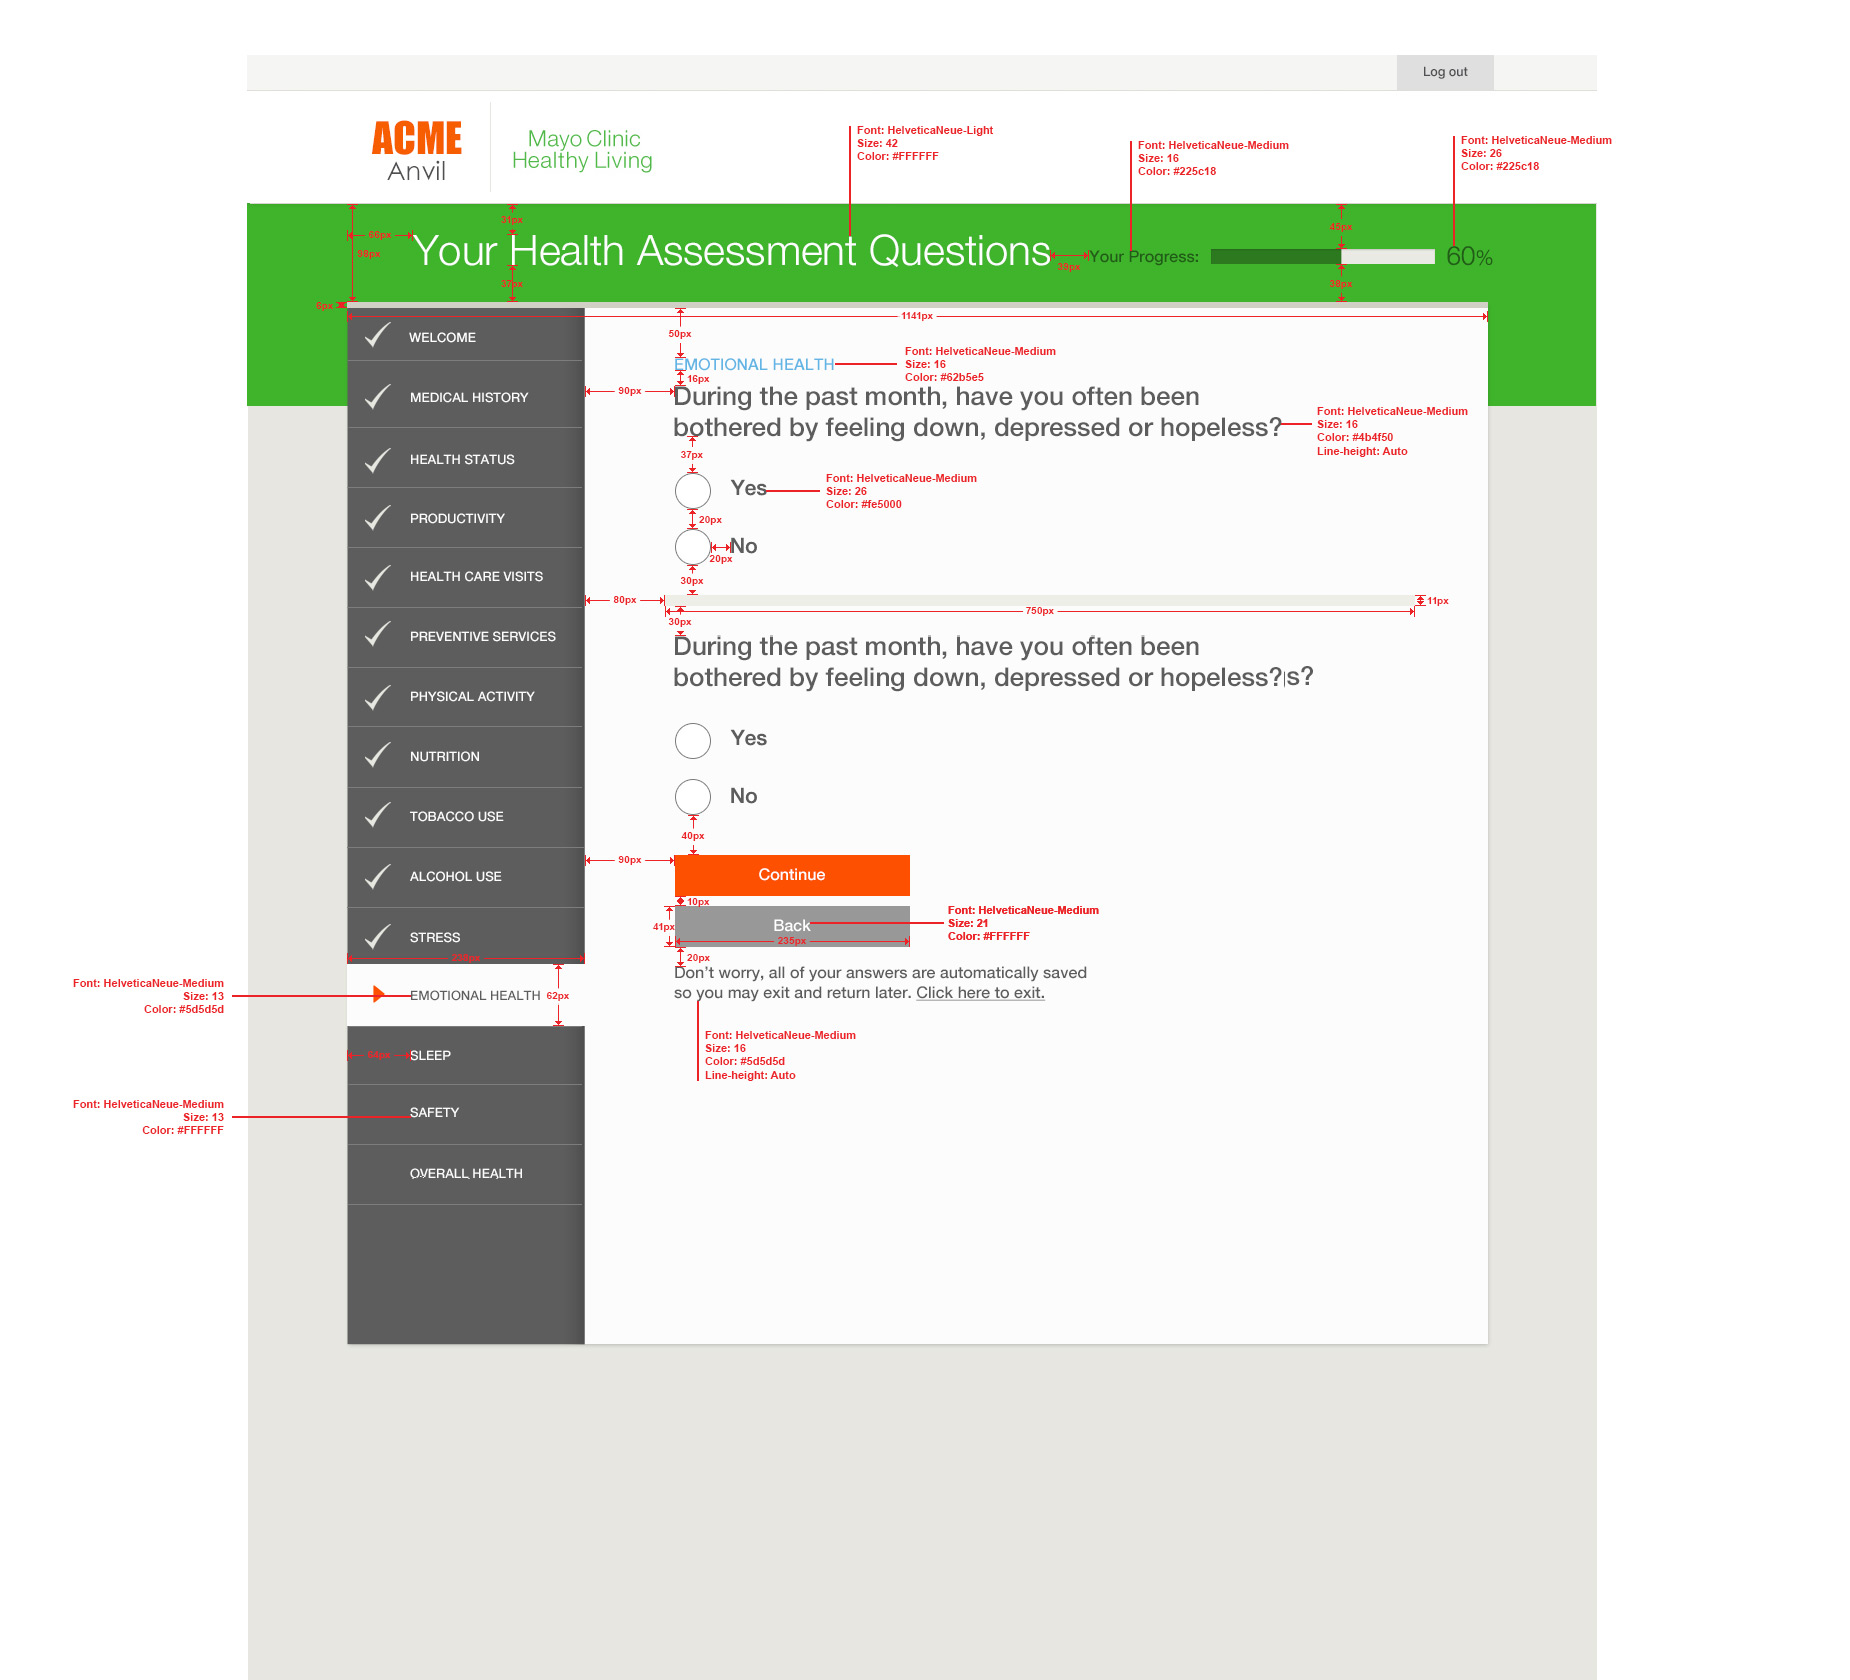 Log out
ACME
Anvil
Mayo Clinic
Healthy Living
Font: HelveticaNeue-Light
Size: 42
Color: #FFFFFF
Font: HelveticaNeue-Medium
Size: 16
Color: #225c18
Font: HelveticaNeue-Medium
Size: 26
Color: #225c18
31px
45px
66px
98px
Your Health Assessment Questions
39px
Your Progress:
60%
37px
38px
6px
1141px
WELCOME
MEDICAL HISTORY
HEALTH STATUS
PRODUCTIVITY
HEALTH CARE VISITS
PREVENTIVE SERVICES
PHYSICAL ACTIVITY
NUTRITION
TOBACCO USE
ALCOHOL USE
STRESS
EMOTIONAL HEALTH
62px
Font: HelveticaNeue-Medium
Size: 13
Color: #5d5d5d
SLEEP
SAFETY
Font: HelveticaNeue-Medium
Size: 13
Color: #FFFFFF
OVERALL HEALTH
50px
EMOTIONAL HEALTH
Font: HelveticaNeue-Medium
Size: 16
Color: #62b5e5
16px
90px
During the past month, have you often been
bothered by feeling down, depressed or hopeless?
Font: HelveticaNeue-Medium
Size: 16
Color: #4b4f50
Line-height: Auto
37px
Yes
Font: HelveticaNeue-Medium
Size: 26
Color: #fe5000
20px
No
20px
30px
80px
11px
750px
30px
During the past month, have you often been
bothered by feeling down, depressed or hopeless?s?
Yes
No
40px
90px
Continue
10px
41px
Back
235px
Font: HelveticaNeue-Medium
Size: 21
Color: #FFFFFF
20px
Don't worry, all of your answers are automatically saved
so you may exit and return later. Click here to exit.
Font: HelveticaNeue-Medium
Size: 16
Color: #5d5d5d
Line-height: Auto